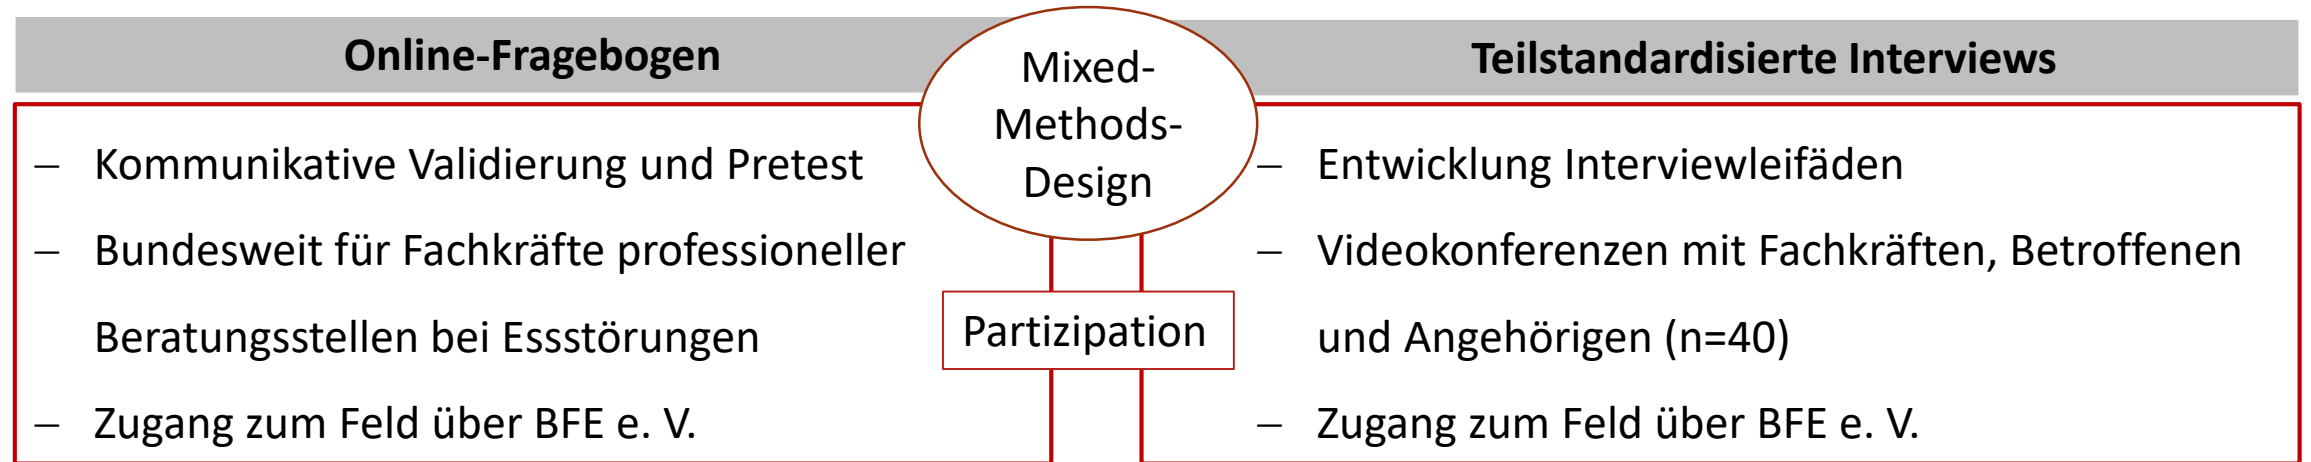 Online-Fragebogen
– Kommunikative Validierung und Pretest
– Bundesweit für Fachkräfte professioneller
Beratungsstellen bei Essstörungen
– Zugang zum Feld über BFE e. V.
Mixed-
Methods-
Design
Partizipation
Teilstandardisierte Interviews
– Entwicklung Interviewleifäden
– Videokonferenzen mit Fachkräften, Betroffenen
und Angehörigen (n=40)
– Zugang zum Feld über BFE e. V.